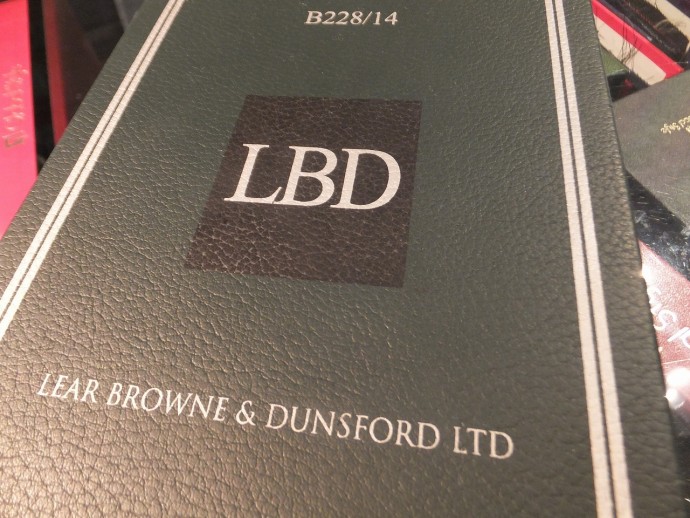 B228/14
LBD
LEAR BROWNE & DUNSFORD LTD